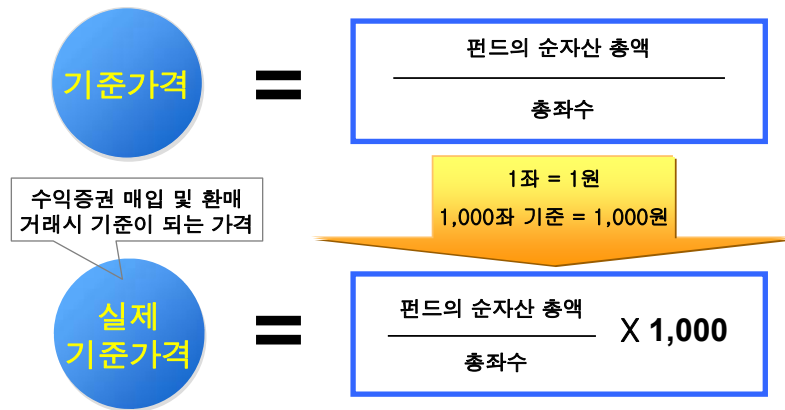 기준가격
=
펀드의 순자산 총액
총좌수
1좌 = 1원
1,000좌 기준 = 1,000원
수익증권 매입 및 환매
거래시 기준이 되는 가격
실제
기준가격
=
펀드의 순자산 총액
총좌수
X 1,000